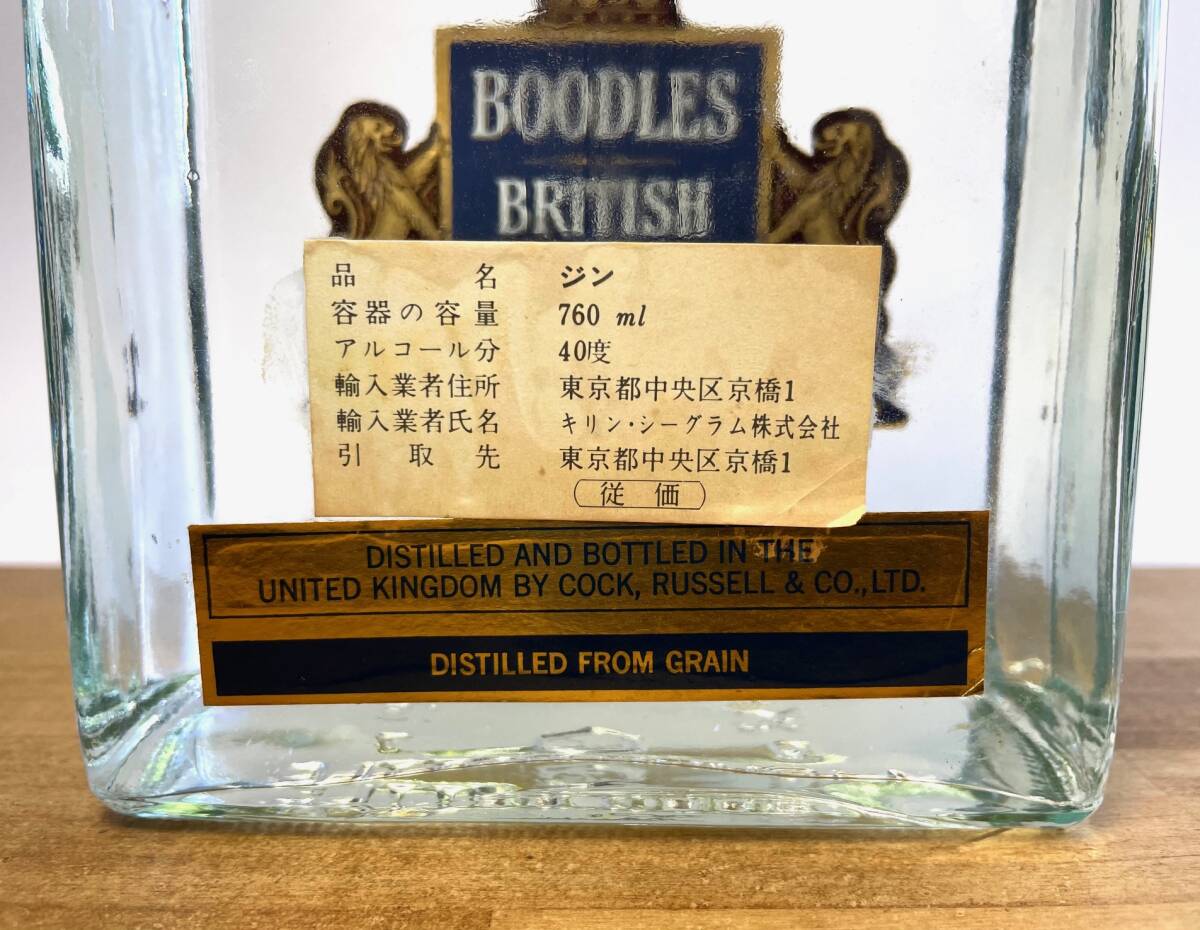 BOODLES
BRITISH
品名 ジン
容器の容量 760 ml
アルコール分 40度
輸入業者住所 東京都中央区京橋1
輸入業者氏名 キリン・シーグラム株式会社
引取先 東京都中央区京橋1
従価
DISTILLED AND BOTTLED IN THE
UNITED KINGDOM BY COCK, RUSSELL & CO., LTD.
DISTILLED FROM GRAIN